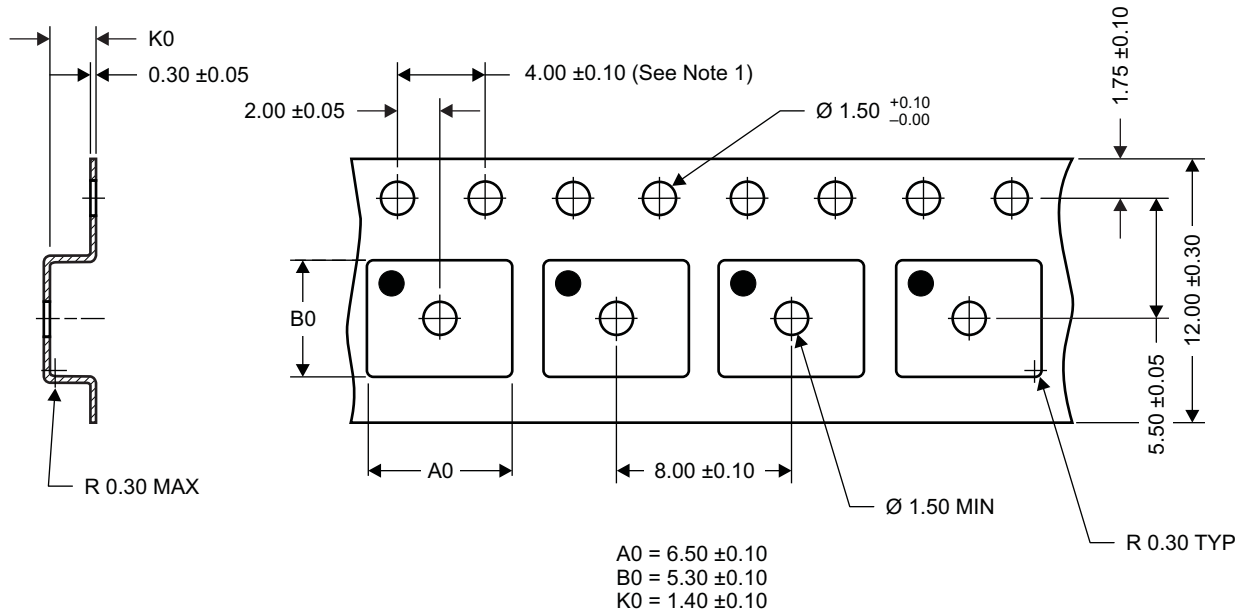 K0
0.30 ±0.05
4.00 ±0.10 (See Note 1)
2.00 ±0.05
Ø 1.50 +0.10 –0.00
1.75 ±0.10
B0
12.00 ±0.30
5.50 ±0.05
R 0.30 MAX
A0
8.00 ±0.10
Ø 1.50 MIN
R 0.30 TYP
A0 = 6.50 ±0.10
B0 = 5.30 ±0.10
K0 = 1.40 ±0.10